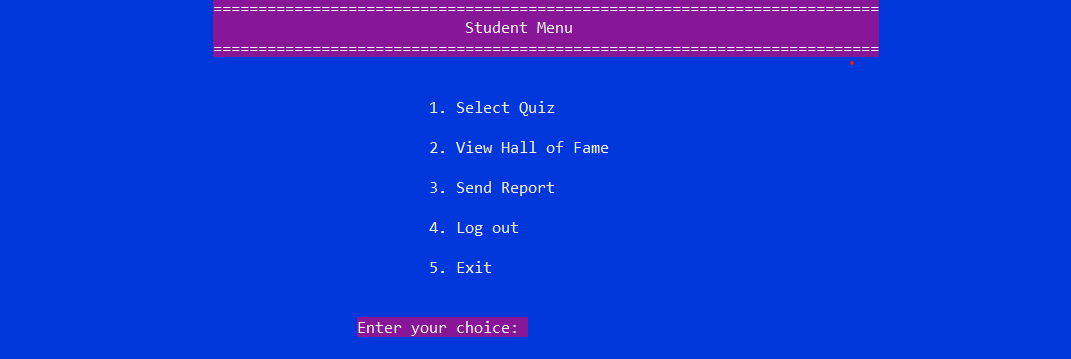 ==========================================================================
Student Menu
==========================================================================
1. Select Quiz
2. View Hall of Fame
3. Send Report
4. Log out
5. Exit
Enter your choice: